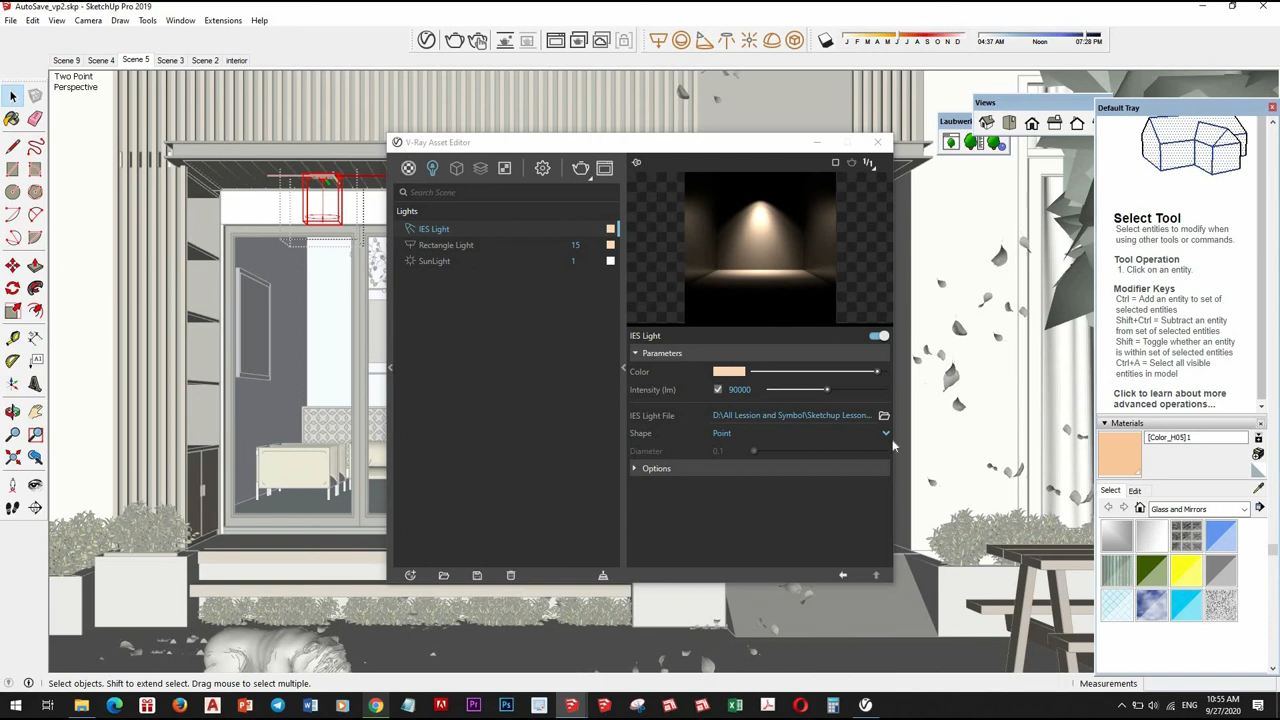 AutoSave_vp2.skp - SketchUp Pro 2019
File Edit View Camera Draw Tools Window Extensions Help
J F M A M J J A S O N D
04:37 AM Noon 07:28 PM
Scene 9 Scene 4 Scene 5 Scene 3 Scene 2 interior
Two Point
Perspective
Views
Laubwerk
Default Tray
V-Ray Asset Editor
Search Scene
Lights
IES Light
Rectangle Light 15
SunLight 1
IES Light
Parameters
Color
Intensity (lm) 90000
IES Light File D:\All Lession and Symbol\Sketchup Lesson...
Shape Point
Diameter 0.1
Options
Select Tool
Select entities to modify when
using other tools or commands.
Tool Operation
1. Click on an entity.
Modifier Keys
Ctrl = Add an entity to set of
selected entities
Shift+Ctrl = Subtract an entity
from set of selected entities
Shift = Toggle whether an entity
is within set of selected entities
Ctrl+A = Select all visible
entities in model
Click to learn about more
advanced operations...
Materials
[Color_H05]1
Select Edit
Glass and Mirrors
Select objects. Shift to extend select. Drag mouse to select multiple.
Measurements
10:55 AM
9/27/2020